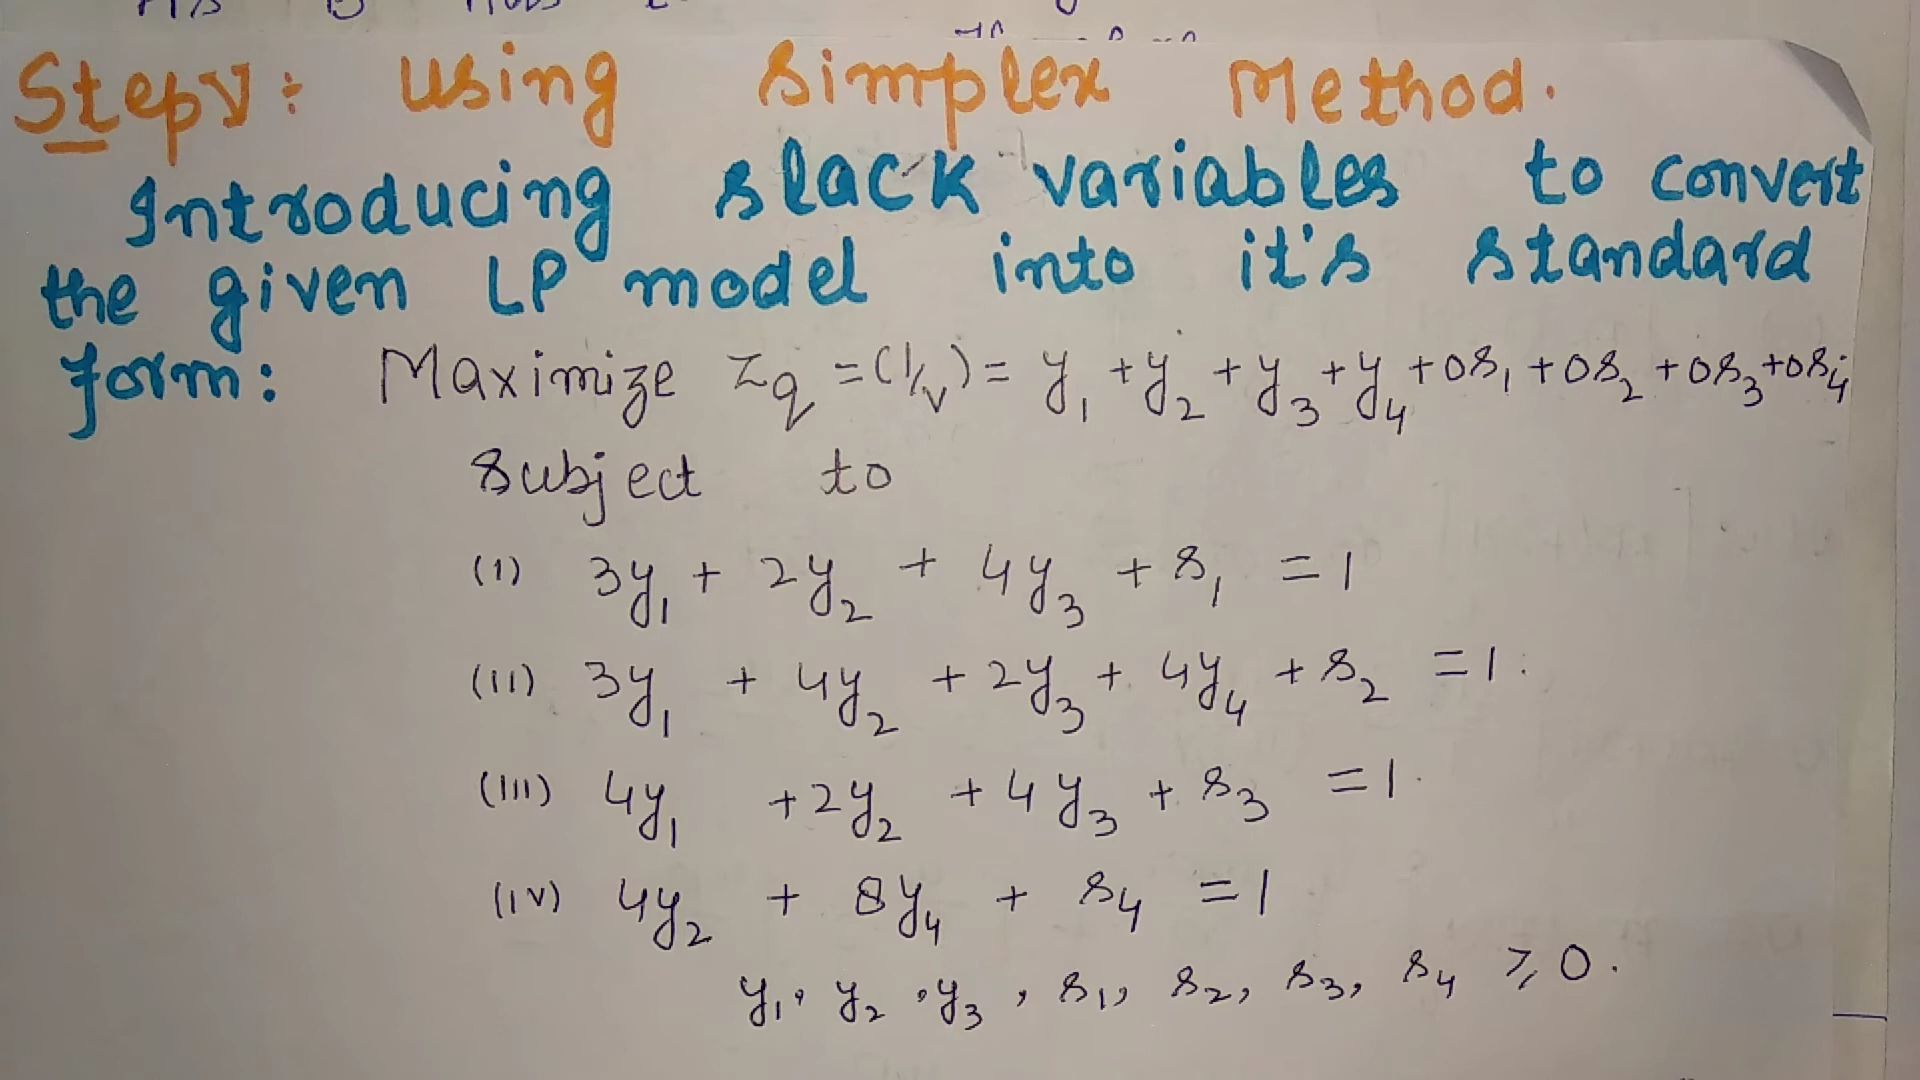 Step V: Using simplex Method.
Introducing slack variables to convert
the given LP model into it's standard
form: Maximize Zq = (1/v) = y₁ + y₂ + y₃ + y₄ + 0s₁ + 0s₂ + 0s₃ + 0s₄
subject to
(i) 3y₁ + 2y₂ + 4y₃ + s₁ = 1
(ii) 3y₁ + 4y₂ + 2y₃ + 4y₄ + s₂ = 1.
(iii) 4y₁ + 2y₂ + 4y₃ + s₃ = 1.
(iv) 4y₂ + 8y₄ + s₄ = 1
y₁, y₂, y₃, s₁, s₂, s₃, s₄ ≥ 0.